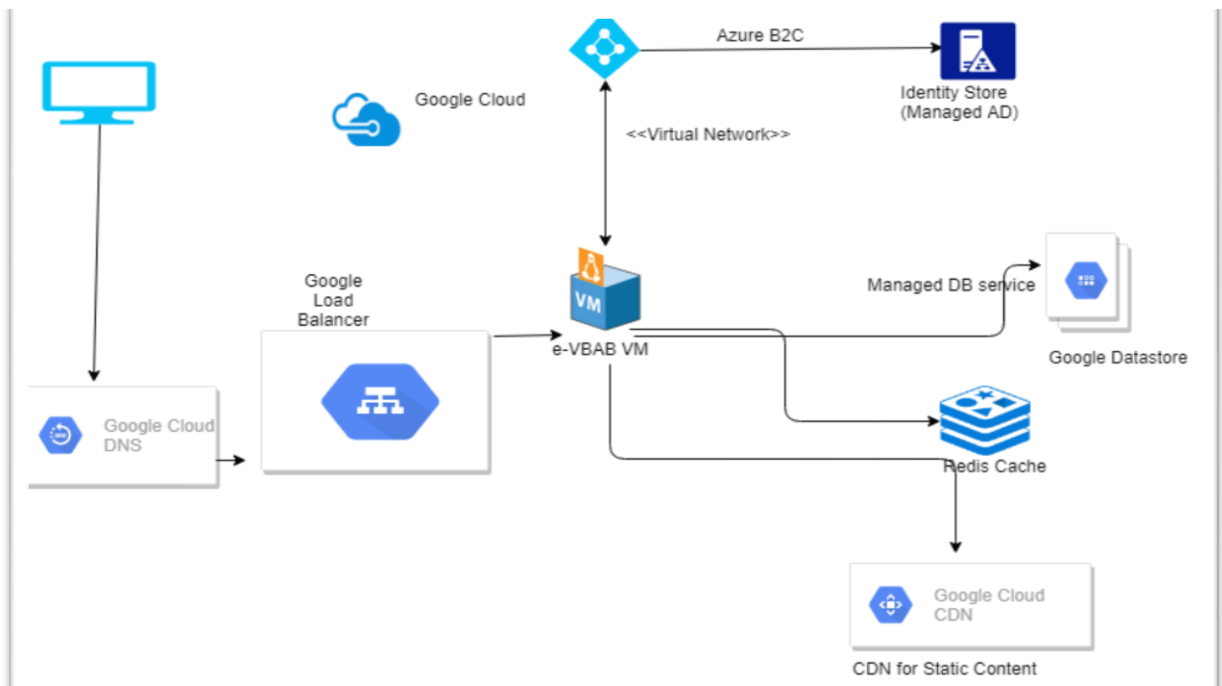 Azure B2C
Identity Store
(Managed AD)
Google Cloud
<<Virtual Network>>
Google
Load
Balancer
VM
e-VBAB VM
Managed DB service
Google Datastore
Google Cloud
DNS
Redis Cache
Google Cloud
CDN
CDN for Static Content